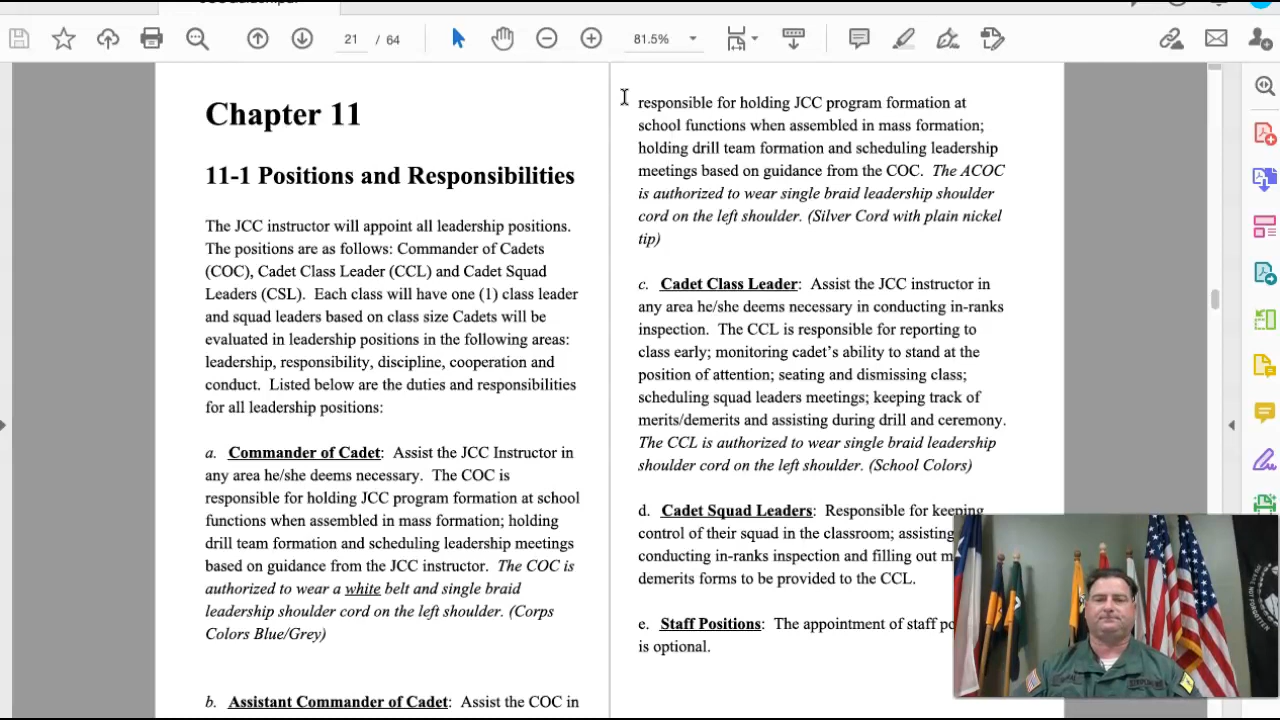 21 / 64
81.5%
Chapter 11
11-1 Positions and Responsibilities
The JCC instructor will appoint all leadership positions.
The positions are as follows: Commander of Cadets
(COC), Cadet Class Leader (CCL) and Cadet Squad
Leaders (CSL).  Each class will have one (1) class leader
and squad leaders based on class size Cadets will be
evaluated in leadership positions in the following areas:
leadership, responsibility, discipline, cooperation and
conduct.  Listed below are the duties and responsibilities
for all leadership positions:
a.  Commander of Cadet:  Assist the JCC Instructor in
any area he/she deems necessary.  The COC is
responsible for holding JCC program formation at school
functions when assembled in mass formation; holding
drill team formation and scheduling leadership meetings
based on guidance from the JCC instructor.  The COC is
authorized to wear a white belt and single braid
leadership shoulder cord on the left shoulder. (Corps
Colors Blue/Grey)
b.  Assistant Commander of Cadet:  Assist the COC in
responsible for holding JCC program formation at
school functions when assembled in mass formation;
holding drill team formation and scheduling leadership
meetings based on guidance from the COC.  The ACOC
is authorized to wear single braid leadership shoulder
cord on the left shoulder. (Silver Cord with plain nickel
tip)
c.  Cadet Class Leader:  Assist the JCC instructor in
any area he/she deems necessary in conducting in-ranks
inspection.  The CCL is responsible for reporting to
class early; monitoring cadet's ability to stand at the
position of attention; seating and dismissing class;
scheduling squad leaders meetings; keeping track of
merits/demerits and assisting during drill and ceremony.
The CCL is authorized to wear single braid leadership
shoulder cord on the left shoulder. (School Colors)
d.  Cadet Squad Leaders:  Responsible for keeping
control of their squad in the classroom; assisting
conducting in-ranks inspection and filling out m
demerits forms to be provided to the CCL.
e.  Staff Positions:  The appointment of staff po
is optional.